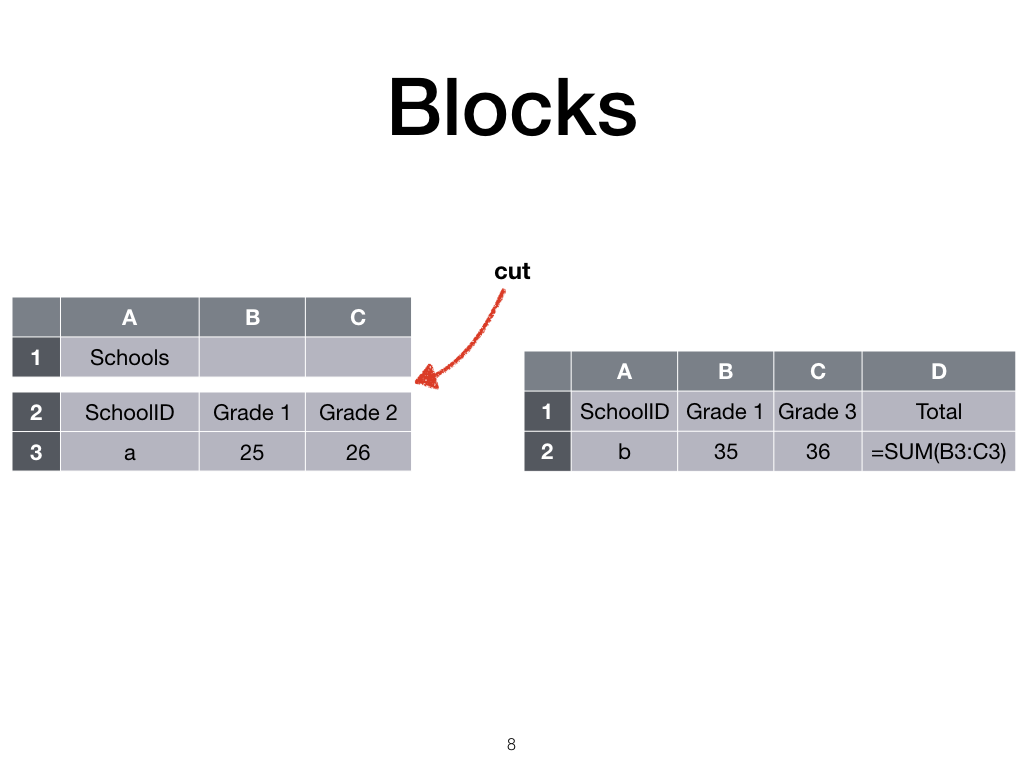 Blocks
cut
A B C
1 Schools
2 SchoolID Grade 1 Grade 2
3 a 25 26
A B C D
1 SchoolID Grade 1 Grade 3 Total
2 b 35 36 =SUM(B3:C3)
8